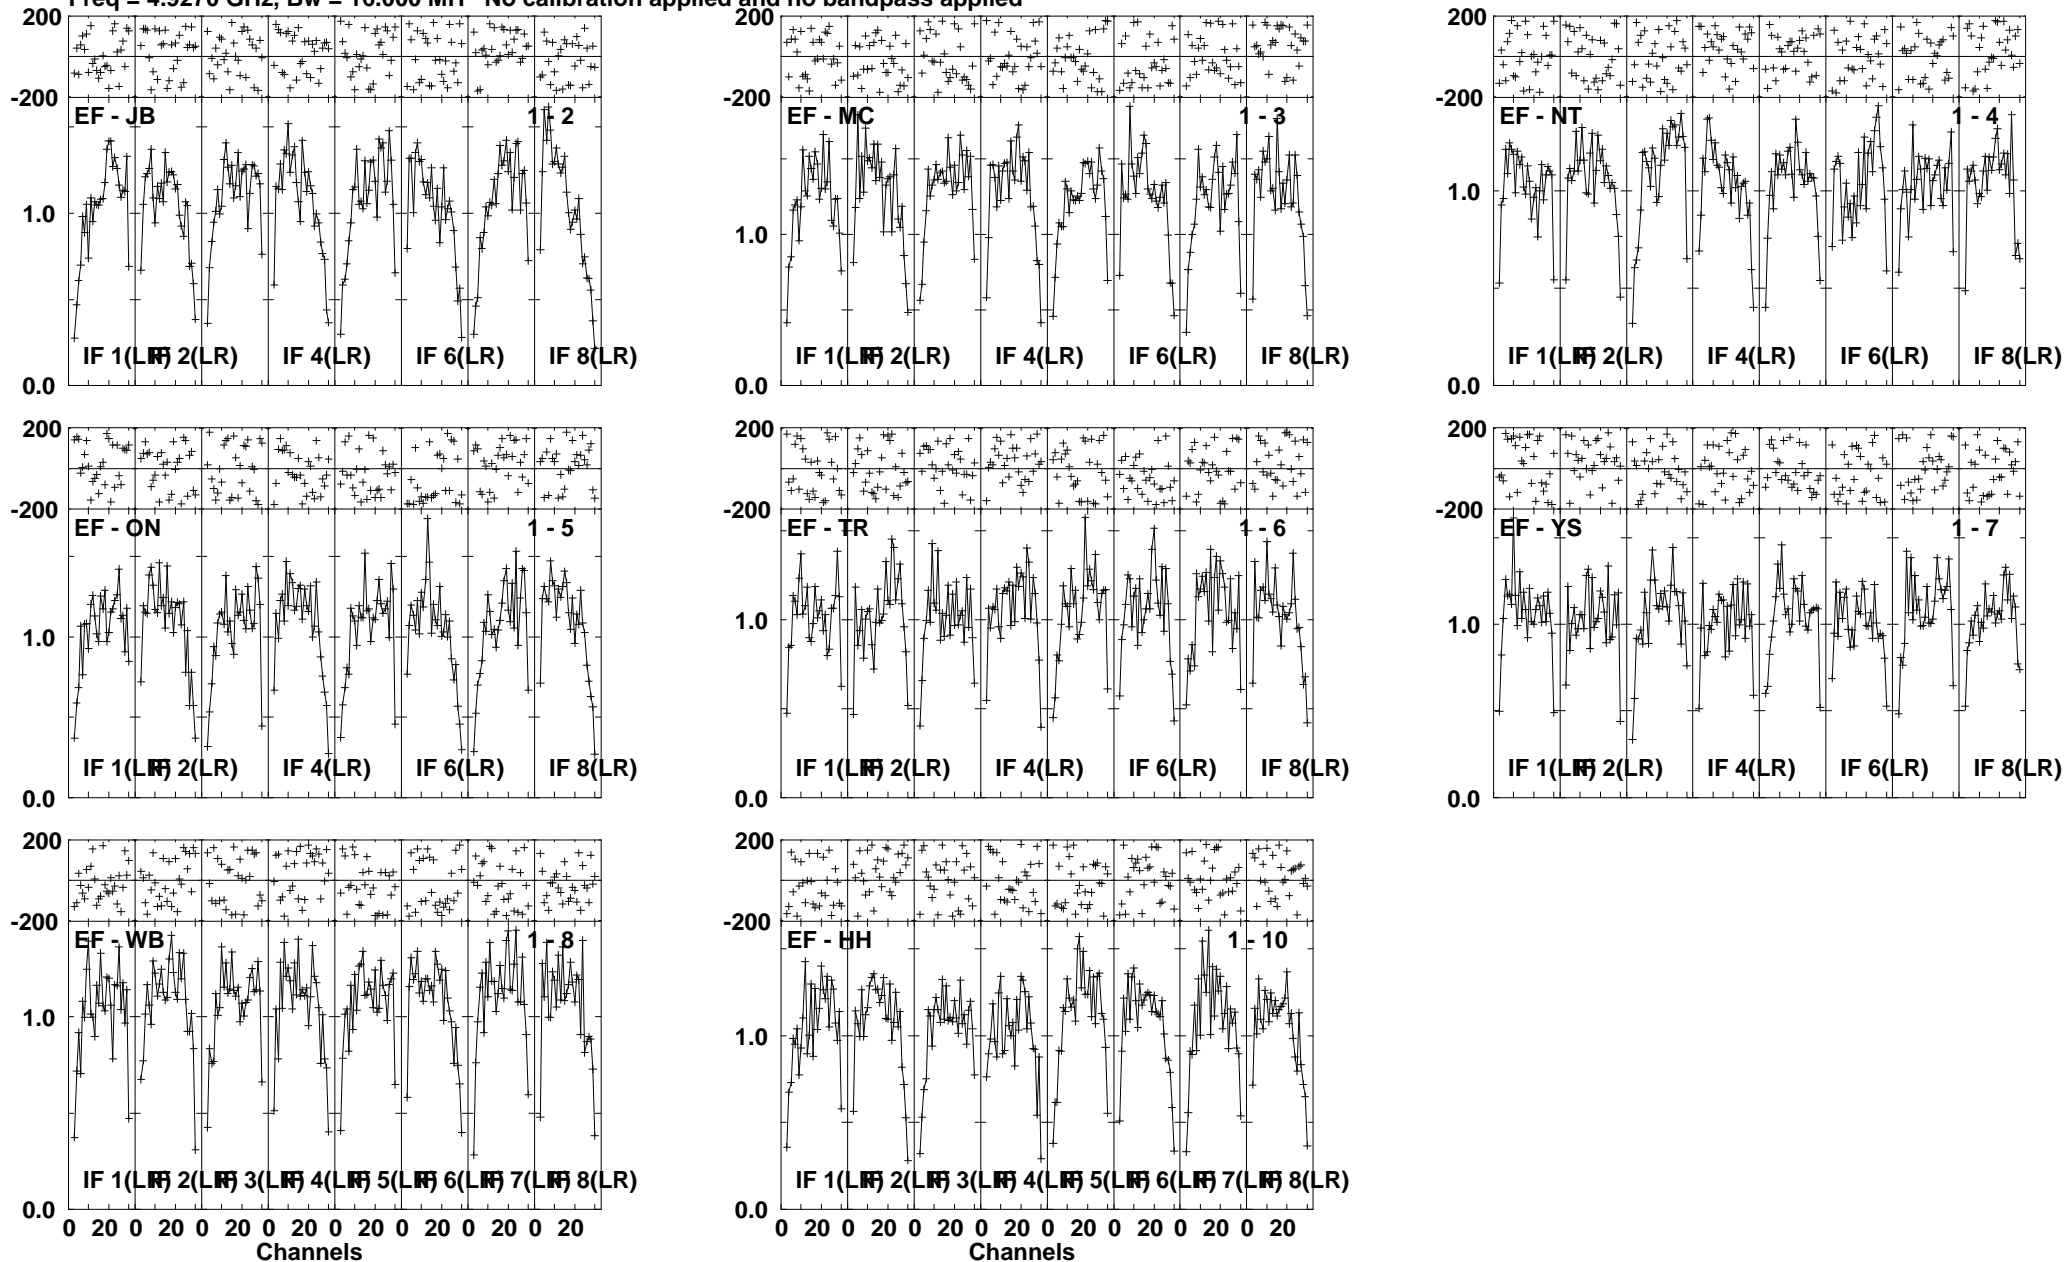 Freq = 4.9270 GHz, Bw = 16.000 MH No calibration applied and no bandpass applied
200 200 200
-200 -200 -200
EF - JB 1 - 2 EF - MC 1 - 3 EF - NT 1 - 4
1.0 1.0 1.0
IF 1(LR) IF 2(LR) IF 4(LR) IF 6(LR) IF 8(LR) IF 1(LR) IF 2(LR) IF 4(LR) IF 6(LR) IF 8(LR) IF 1(LR) IF 2(LR) IF 4(LR) IF 6(LR) IF 8(LR)
0.0 0.0 0.0
200 200 200
-200 -200 -200
EF - ON 1 - 5 EF - TR 1 - 6 EF - YS 1 - 7
1.0 1.0 1.0
IF 1(LR) IF 2(LR) IF 4(LR) IF 6(LR) IF 8(LR) IF 1(LR) IF 2(LR) IF 4(LR) IF 6(LR) IF 8(LR) IF 1(LR) IF 2(LR) IF 4(LR) IF 6(LR) IF 8(LR)
0.0 0.0 0.0
200 200
-200 -200
EF - WB 1 - 8 EF - HH 1 - 10
1.0 1.0
IF 1(LR) IF 2(LR) IF 3(LR) IF 4(LR) IF 5(LR) IF 6(LR) IF 7(LR) IF 8(LR) IF 1(LR) IF 2(LR) IF 3(LR) IF 4(LR) IF 5(LR) IF 6(LR) IF 7(LR) IF 8(LR)
0.0 0.0
0 20 0 20 0 20 0 20 0 20 0 20 0 20 0 20 0 20 0 20 0 20 0 20 0 20 0 20 0 20 0 20
Channels Channels